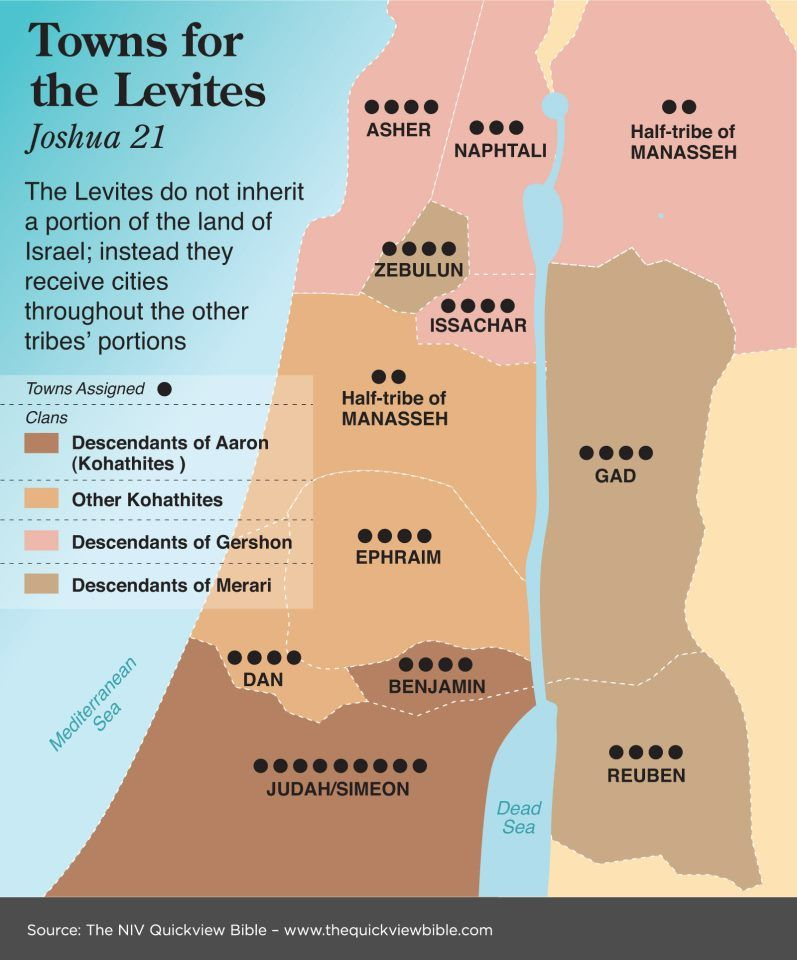 Towns for
the Levites
Joshua 21
The Levites do not inherit
a portion of the land of
Israel; instead they
receive cities
throughout the other
tribes’ portions
Towns Assigned
Clans
Descendants of Aaron
(Kohathites )
Other Kohathites
Descendants of Gershon
Descendants of Merari
ASHER
NAPHTALI
Half-tribe of
MANASSEH
ZEBULUN
ISSACHAR
Half-tribe of
MANASSEH
GAD
EPHRAIM
DAN
BENJAMIN
JUDAH/SIMEON
REUBEN
Mediterranean
Sea
Dead
Sea
Source: The NIV Quickview Bible – www.thequickviewbible.com